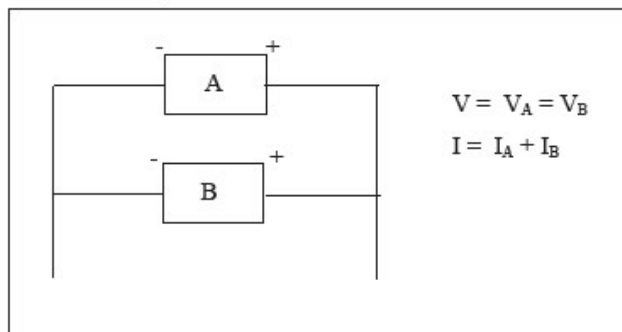 - +
A
- +
B
V = V_A = V_B
I = I_A + I_B